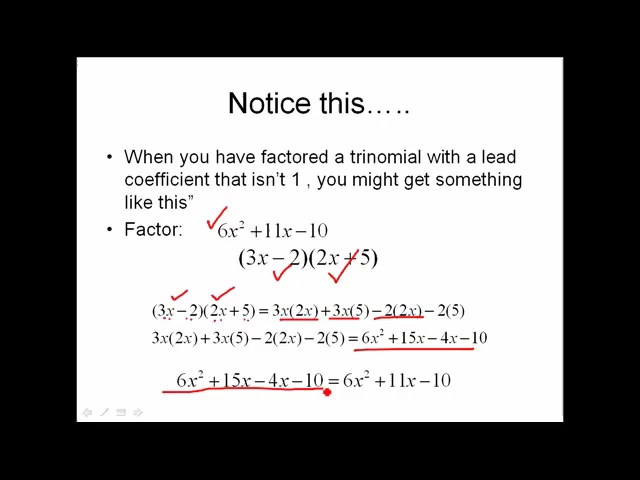 Notice this…..
• When you have factored a trinomial with a lead
coefficient that isn't 1 , you might get something
like this"
• Factor: 6x² +11x −10
(3x − 2)(2x + 5)
(3x − 2)(2x + 5) = 3x(2x) + 3x(5) − 2(2x) − 2(5)
3x(2x) + 3x(5) − 2(2x) − 2(5) = 6x² +15x − 4x −10
6x² +15x − 4x −10 = 6x² +11x −10